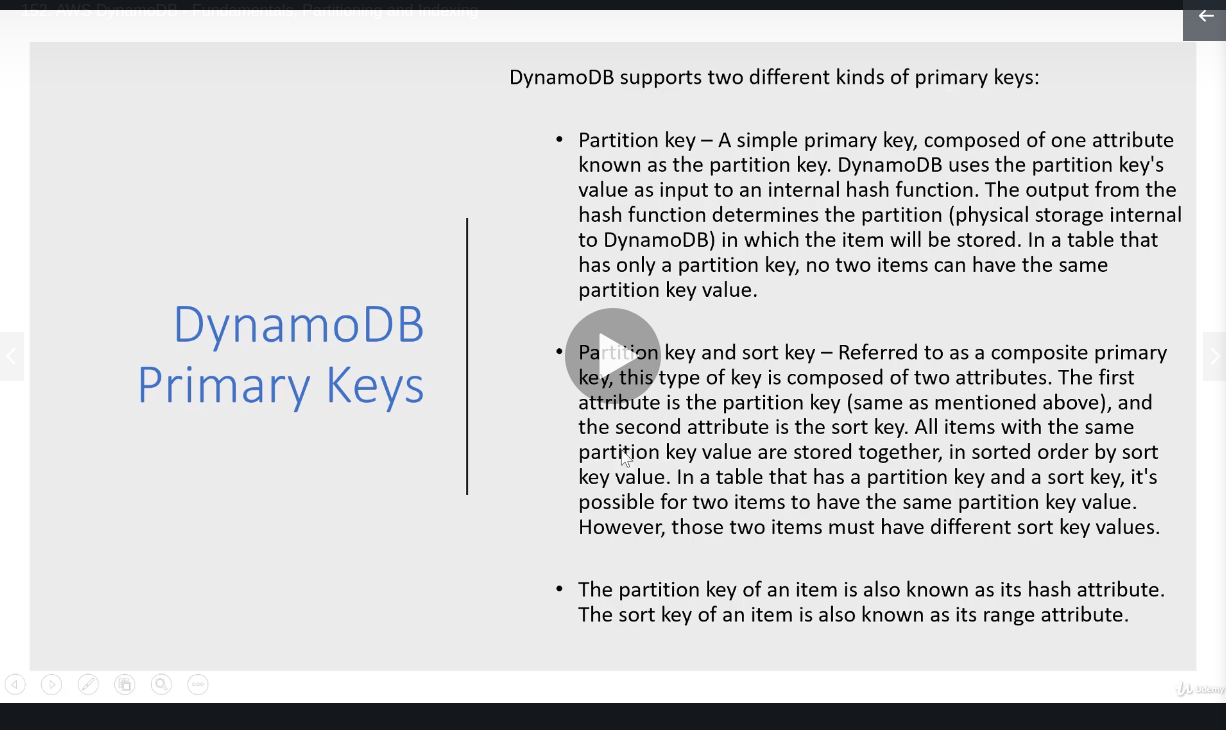 152. AWS DynamoDB - Fundamentals: Partitioning and Indexing
DynamoDB supports two different kinds of primary keys:
• Partition key – A simple primary key, composed of one attribute
known as the partition key. DynamoDB uses the partition key's
value as input to an internal hash function. The output from the
hash function determines the partition (physical storage internal
to DynamoDB) in which the item will be stored. In a table that
has only a partition key, no two items can have the same
partition key value.
DynamoDB
Primary Keys
• Partition key and sort key – Referred to as a composite primary
key, this type of key is composed of two attributes. The first
attribute is the partition key (same as mentioned above), and
the second attribute is the sort key. All items with the same
partition key value are stored together, in sorted order by sort
key value. In a table that has a partition key and a sort key, it's
possible for two items to have the same partition key value.
However, those two items must have different sort key values.
• The partition key of an item is also known as its hash attribute.
The sort key of an item is also known as its range attribute.
Udemy